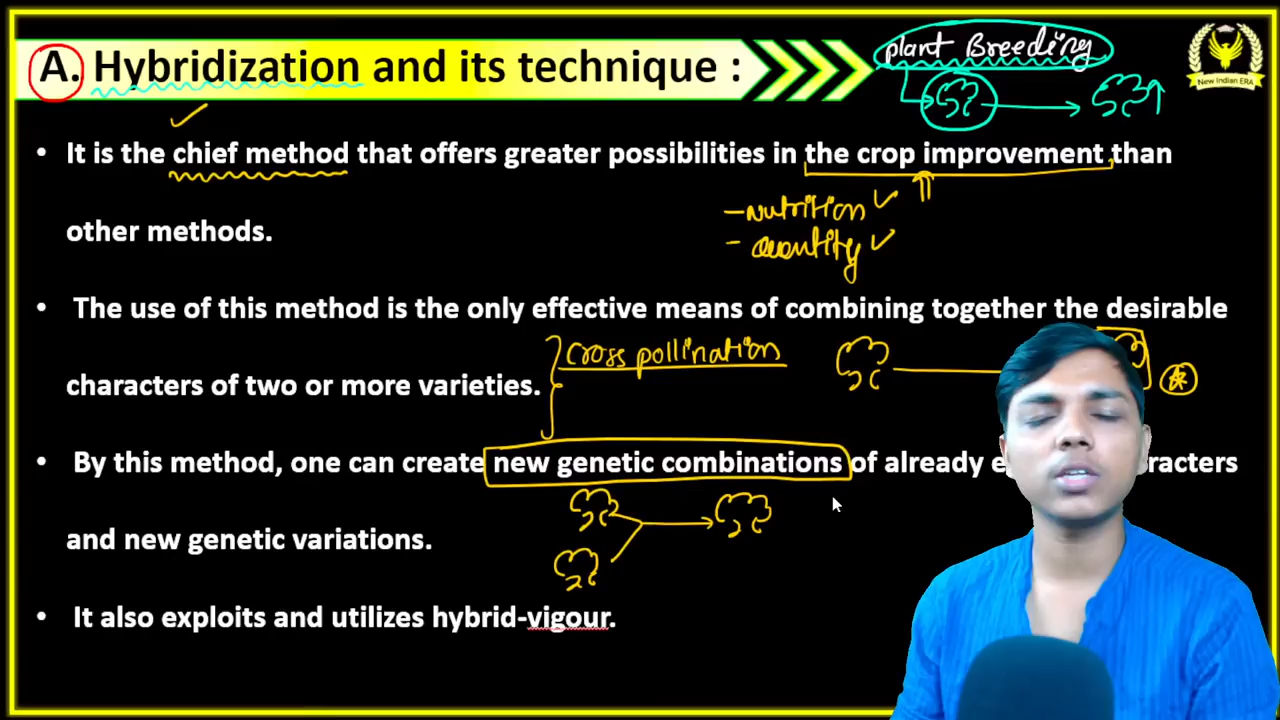 A. Hybridization and its technique :
plant Breeding
New Indian ERA
• It is the chief method that offers greater possibilities in the crop improvement than
- nutrition ✓
other methods.
- quantity ✓
• The use of this method is the only effective means of combining together the desirable
cross pollination
characters of two or more varieties.
• By this method, one can create new genetic combinations of already
and new genetic variations.
• It also exploits and utilizes hybrid-vigour.